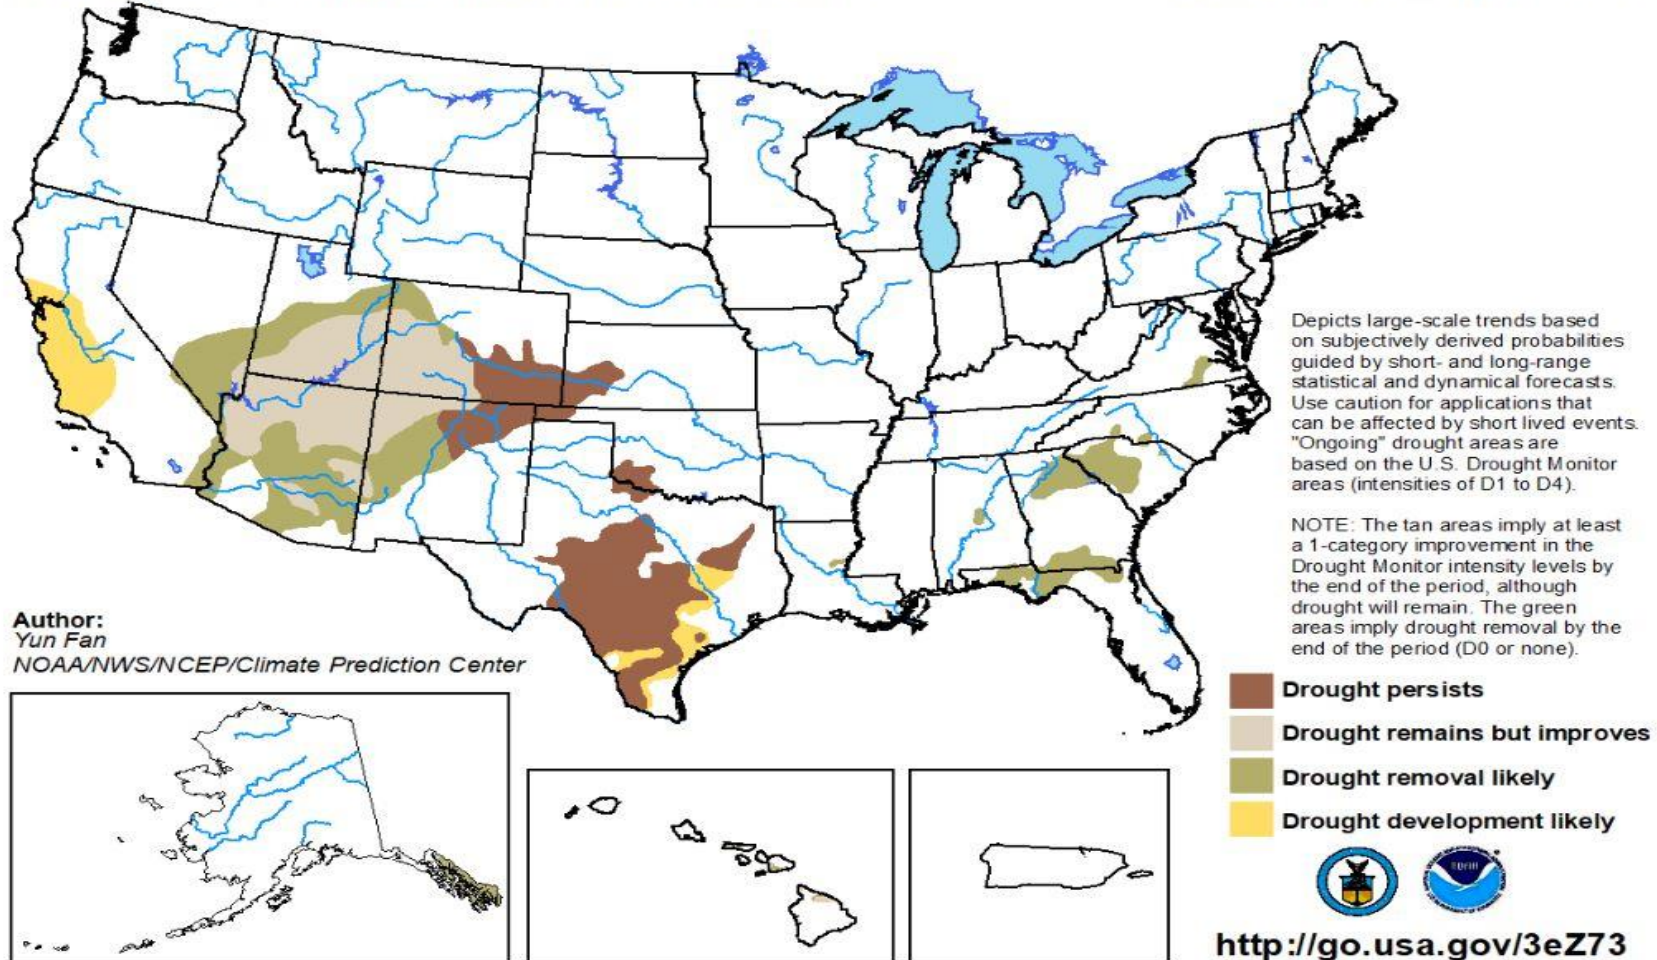 Depicts large-scale trends based
on subjectively derived probabilities
guided by short- and long-range
statistical and dynamical forecasts.
Use caution for applications that
can be affected by short lived events.
"Ongoing" drought areas are
based on the U.S. Drought Monitor
areas (intensities of D1 to D4).
NOTE: The tan areas imply at least
a 1-category improvement in the
Drought Monitor intensity levels by
the end of the period, although
drought will remain. The green
areas imply drought removal by the
end of the period (D0 or none).
Author:
Yun Fan
NOAA/NWS/NCEP/Climate Prediction Center
Drought persists
Drought remains but improves
Drought removal likely
Drought development likely
http://go.usa.gov/3eZ73